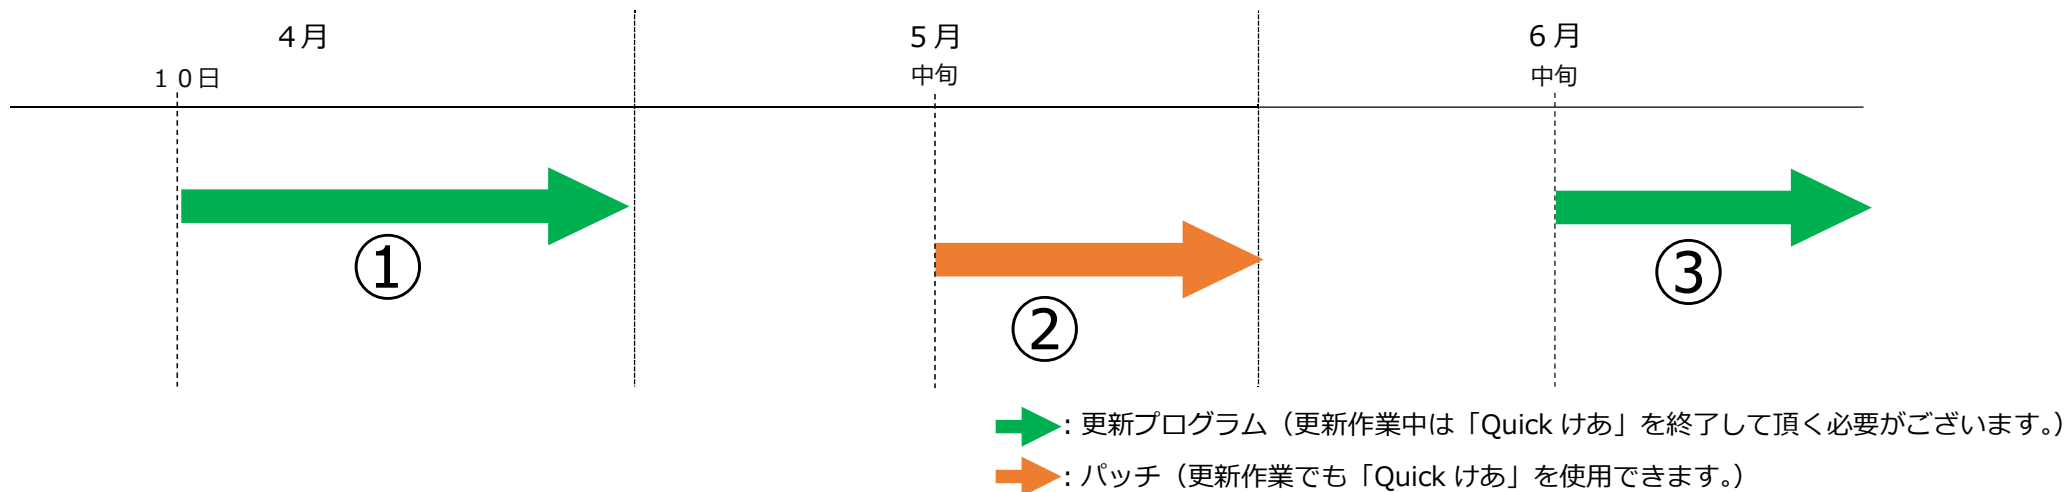 ４月
５月
６月
１０日
中旬
中旬
①
②
③
：更新プログラム（更新作業中は「Quick けあ」を終了して頂く必要がございます。）
：パッチ（更新作業でも「Quick けあ」を使用できます。）